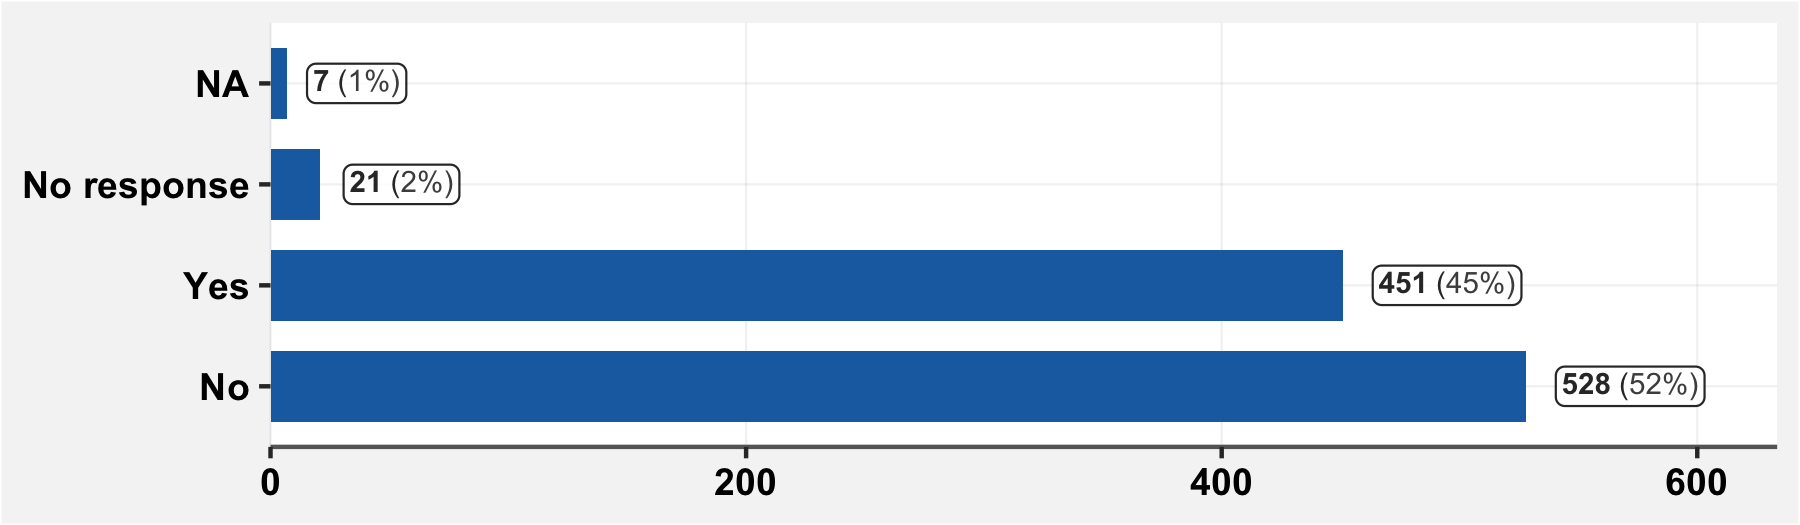 NA 7 (1%)
No response 21 (2%)
Yes 451 (45%)
No 528 (52%)
0 200 400 600